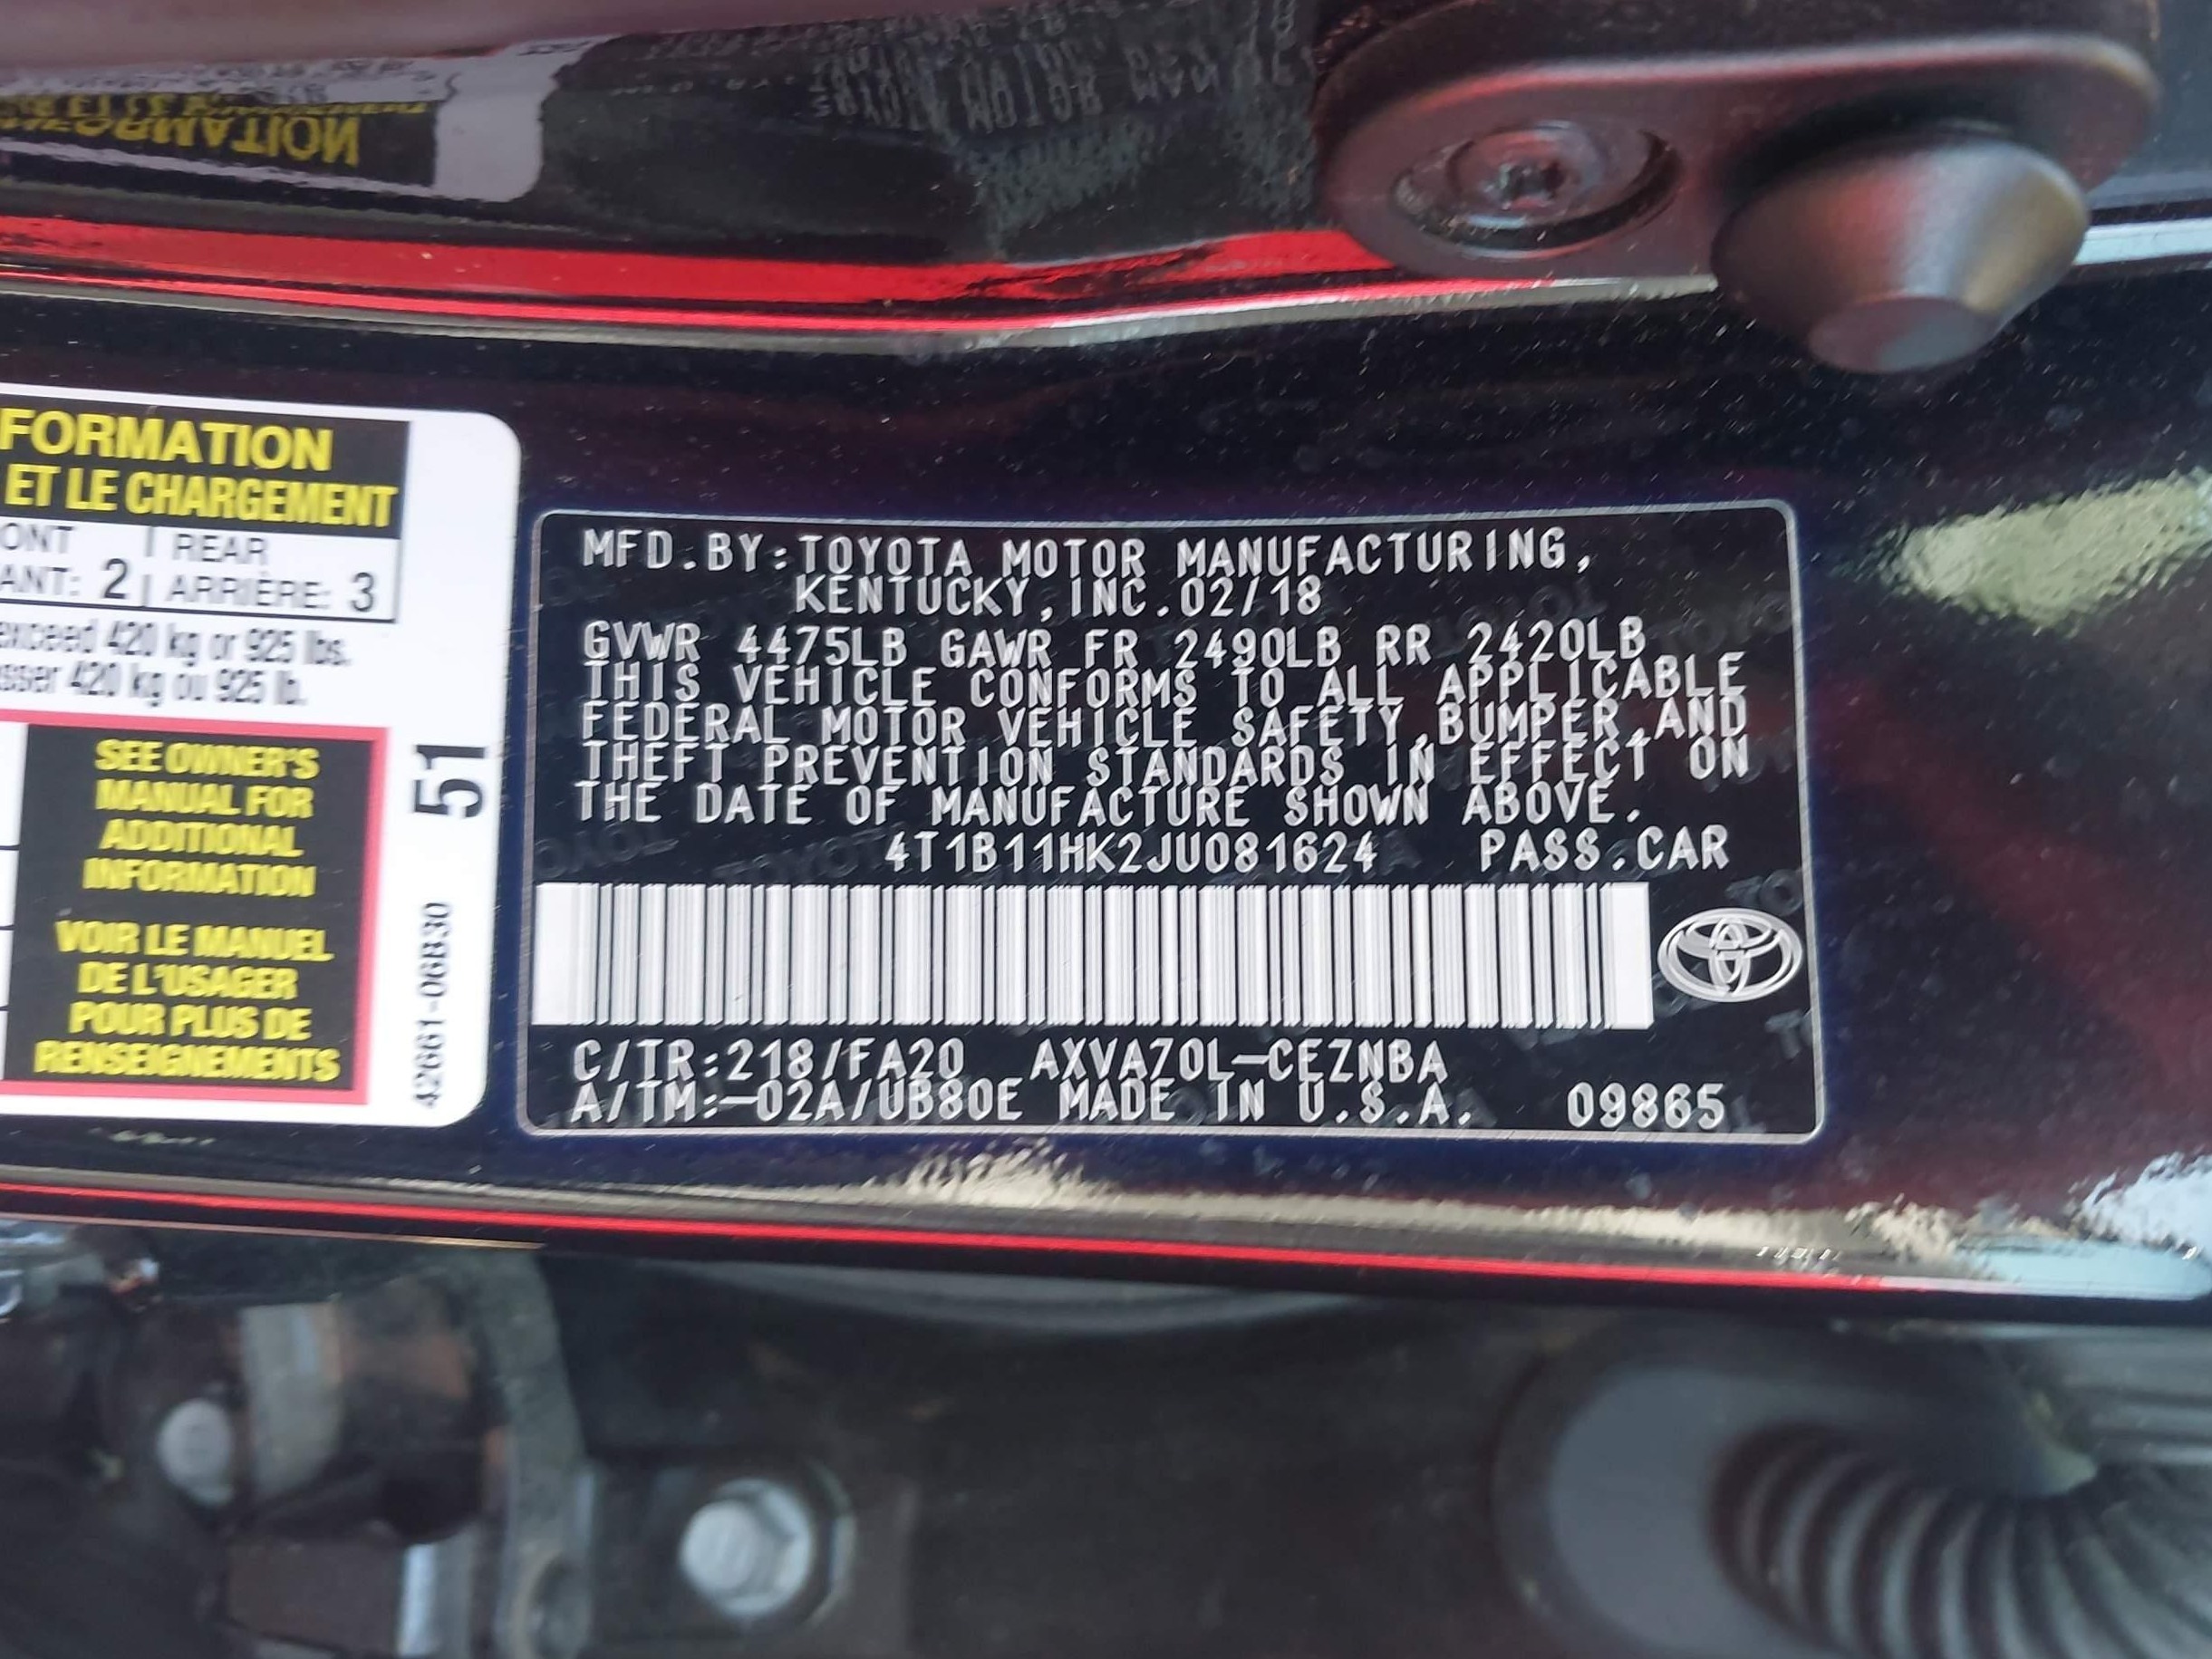 FORMATION
ET LE CHARGEMENT
ONT | REAR
ANT: 2 | ARRIÈRE: 3
exceed 420 kg or 925 lbs.
sser 420 kg ou 925 lb.
SEE OWNER'S
MANUAL FOR
ADDITIONAL
INFORMATION
VOIR LE MANUEL
DE L'USAGER
POUR PLUS DE
RENSEIGNEMENTS
51
42661-06B30
MFD.BY:TOYOTA MOTOR MANUFACTURING,
KENTUCKY,INC.02/18
GVWR 4475LB GAWR FR 2490LB RR 2420LB
THIS VEHICLE CONFORMS TO ALL APPLICABLE
FEDERAL MOTOR VEHICLE SAFETY,BUMPER,AND
THEFT PREVENTION STANDARDS IN EFFECT ON
THE DATE OF MANUFACTURE SHOWN ABOVE.
4T1B11HK2JU081624 PASS.CAR
C/TR:218/FA20 AXVA70L-CEZNBA
A/TM:-02A/UB80E MADE IN U.S.A. 09865